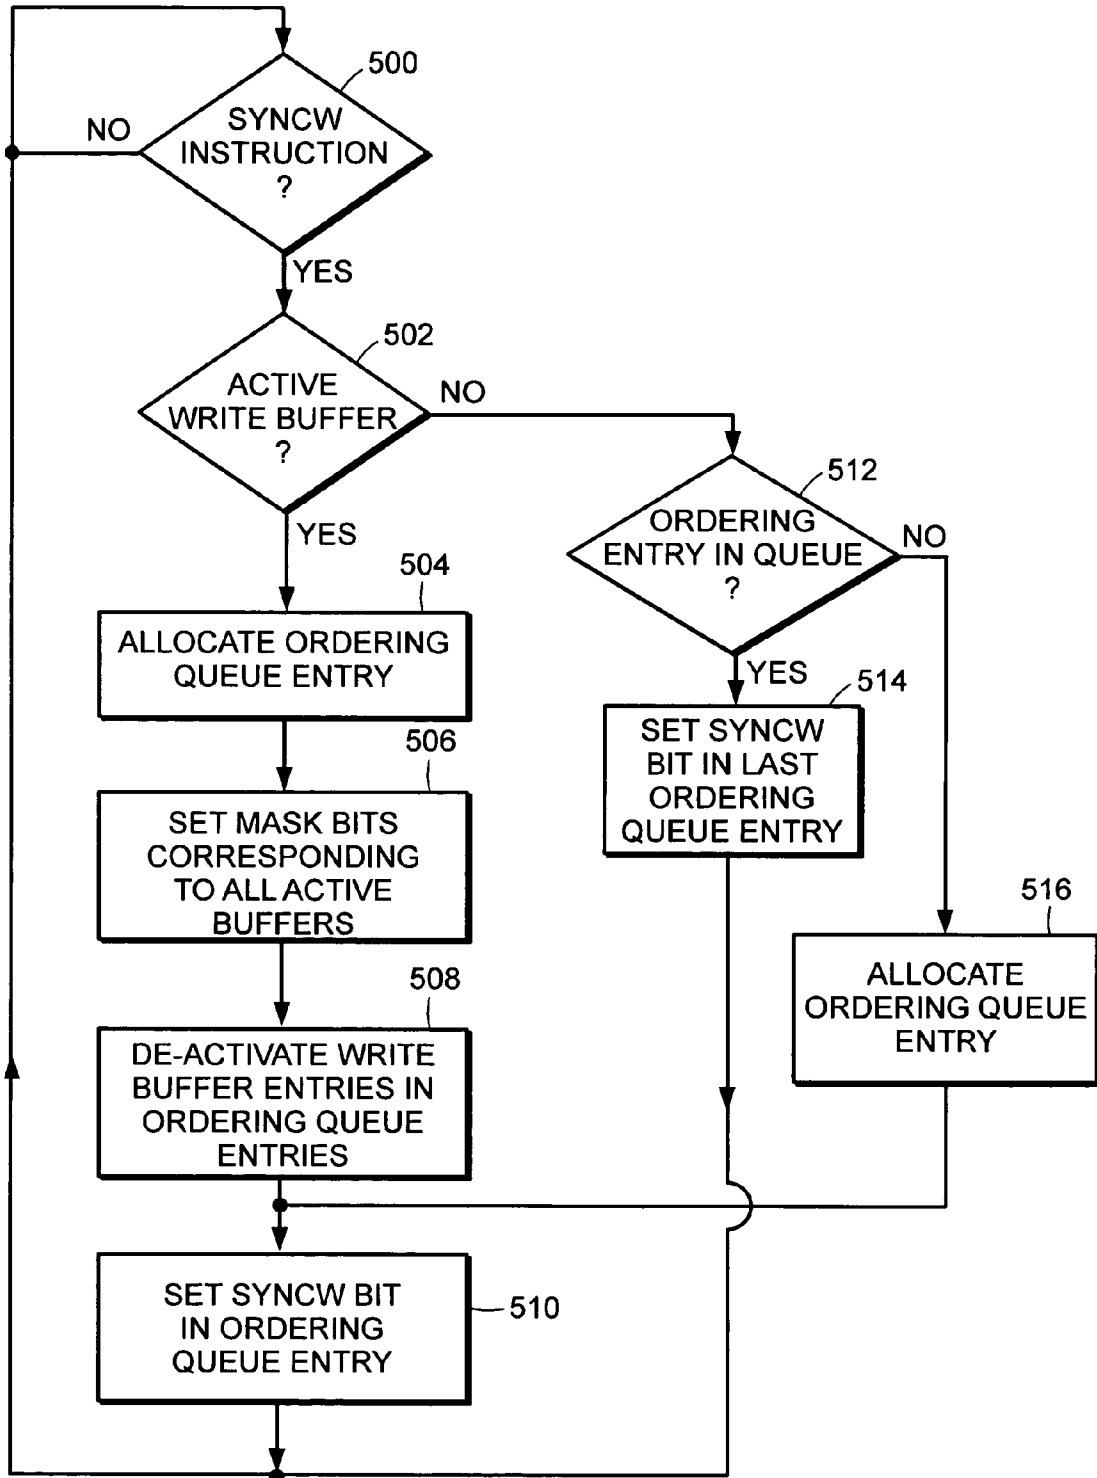 500
SYNCW
INSTRUCTION
?
NO
YES
502
ACTIVE
WRITE BUFFER
?
NO
YES
512
ORDERING
ENTRY IN QUEUE
?
NO
YES
504
ALLOCATE ORDERING
QUEUE ENTRY
514
SET SYNCW
BIT IN LAST
ORDERING
QUEUE ENTRY
506
SET MASK BITS
CORRESPONDING
TO ALL ACTIVE
BUFFERS
516
ALLOCATE
ORDERING QUEUE
ENTRY
508
DE-ACTIVATE WRITE
BUFFER ENTRIES IN
ORDERING QUEUE
ENTRIES
510
SET SYNCW BIT
IN ORDERING
QUEUE ENTRY